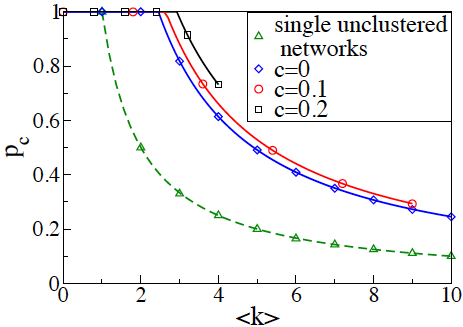 1
0.8
0.6
0.4
0.2
0
p_c
0 2 4 6 8 10
<k>
single unclustered
networks
c=0
c=0.1
c=0.2